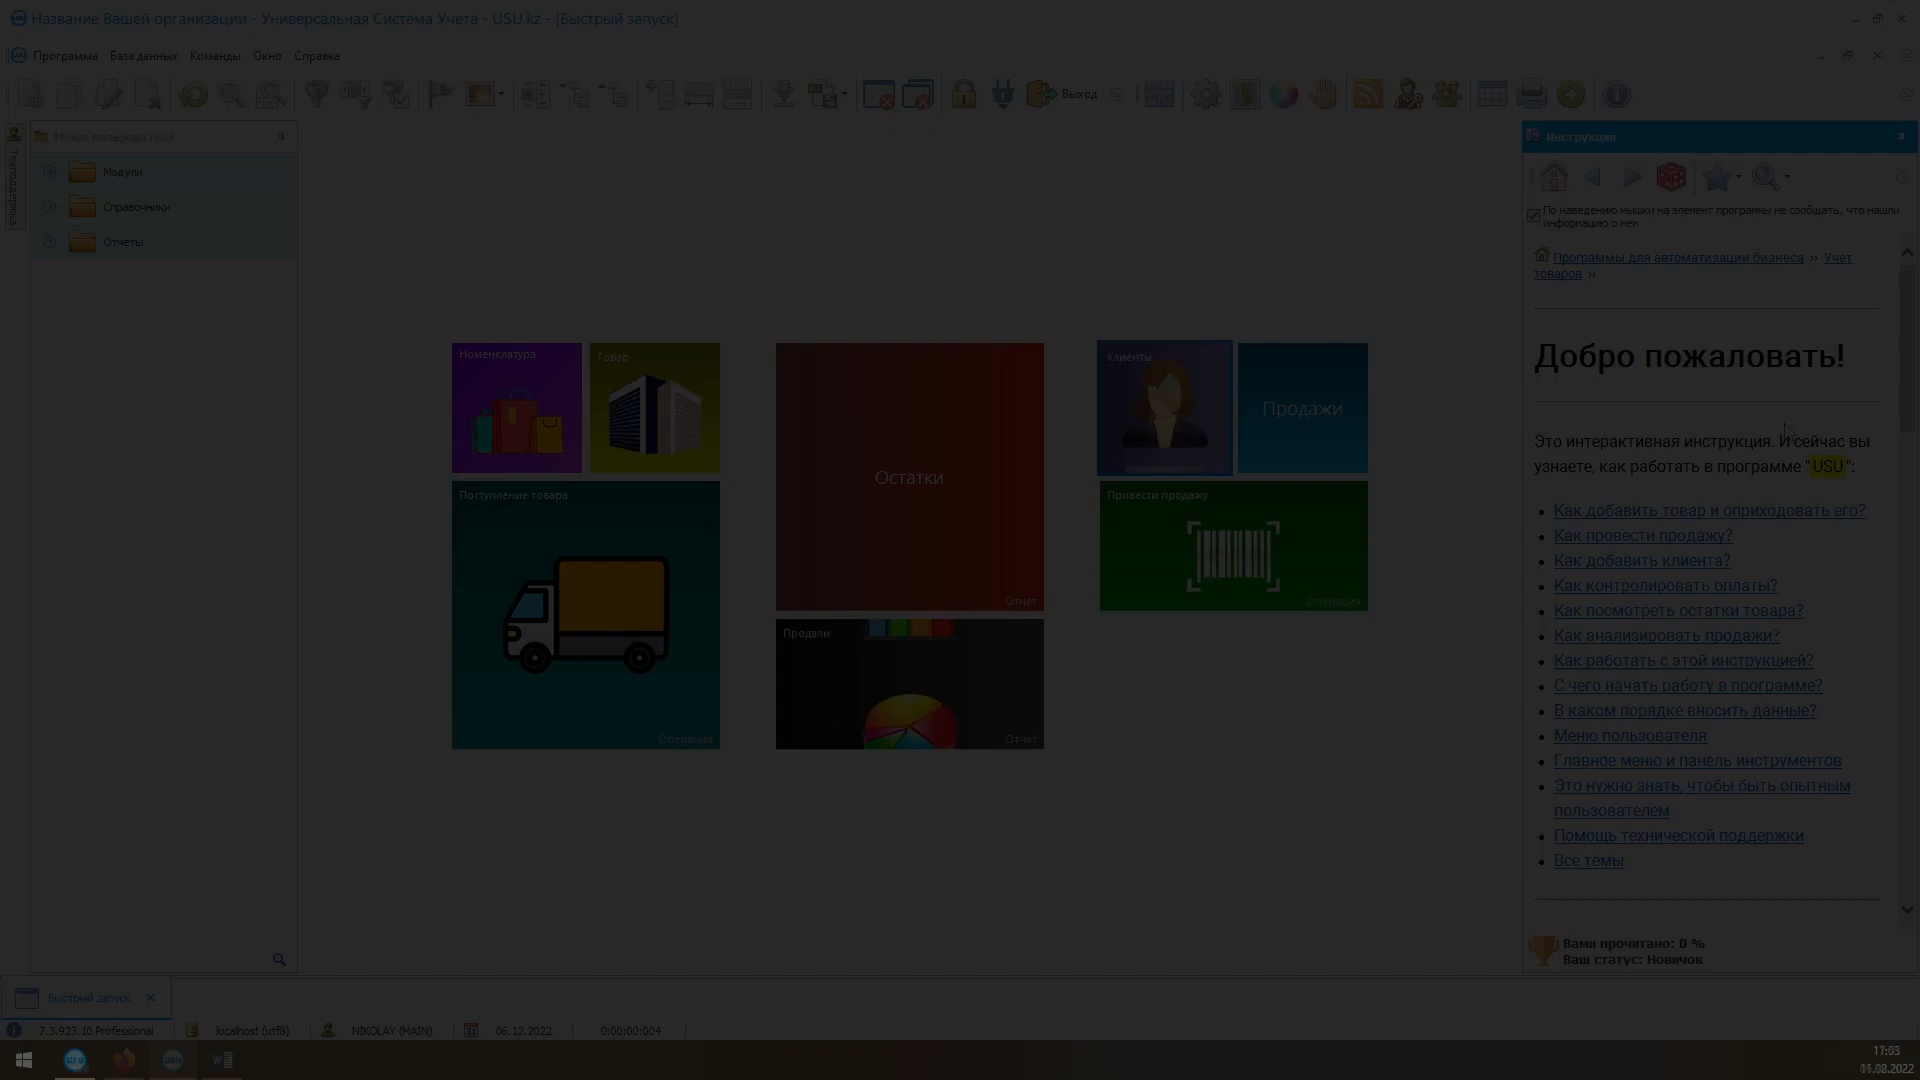 Название Вашей организации - Универсальная Система Учета - USU.kz - [Быстрый запуск]
Программа База данных Команды Окно Справка
Выход
Техподдержка
Меню пользователя
Модули
Справочники
Отчеты
Номенклатура
Товар
Поступление товара
Операция
Остатки
Отчет
Продали
Отчет
Клиенты
Продажи
Провести продажу
Операция
Инструкция
По наведению мышки на элемент программы не сообщать, что нашли
информацию о нем
Программы для автоматизации бизнеса » Учет
товаров »
Добро пожаловать!
Это интерактивная инструкция. И сейчас вы
узнаете, как работать в программе "USU":
Как добавить товар и оприходовать его?
Как провести продажу?
Как добавить клиента?
Как контролировать оплаты?
Как посмотреть остатки товара?
Как анализировать продажи?
Как работать с этой инструкцией?
С чего начать работу в программе?
В каком порядке вносить данные?
Меню пользователя
Главное меню и панель инструментов
Это нужно знать, чтобы быть опытным
пользователем
Помощь технической поддержки
Все темы
Вами прочитано: 0 %
Ваш статус: Новичок
Быстрый запуск
7.3.923.10 Professional localhost (utf8) NIKOLAY (MAIN) 06.12.2022 0:00:00:004
17:03